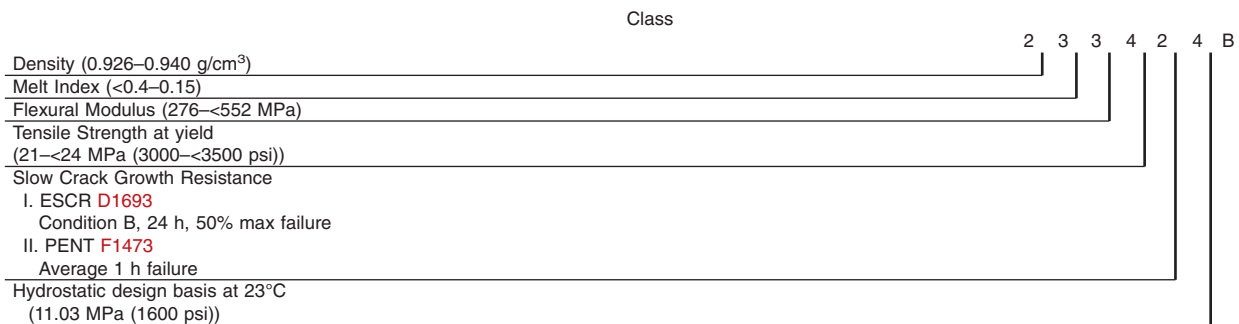 Class
2 3 3 4 2 4 B
Density (0.926–0.940 g/cm³)
Melt Index (<0.4–0.15)
Flexural Modulus (276–<552 MPa)
Tensile Strength at yield
(21–<24 MPa (3000–<3500 psi))
Slow Crack Growth Resistance
I. ESCR D1693
Condition B, 24 h, 50% max failure
II. PENT F1473
Average 1 h failure
Hydrostatic design basis at 23°C
(11.03 MPa (1600 psi))